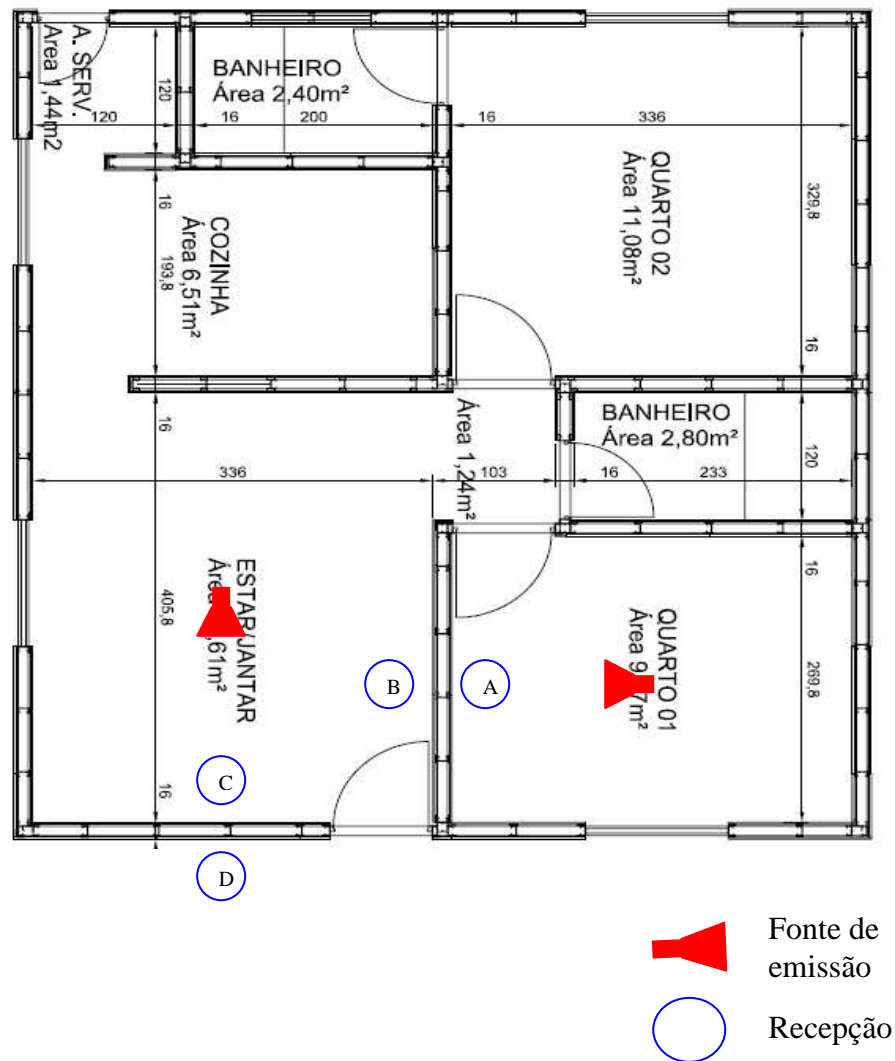 A. SERV.
Área 1,44m2
120
120
BANHEIRO
Área 2,40m²
16
200
16
336
QUARTO 02
Área 11,08m²
329,8
16
16
COZINHA
Área 6,51m²
193,8
16
336
Área 1,24m²
103
BANHEIRO
Área 2,80m²
16
233
120
ESTAR/JANTAR
61m²
405,8
16
B
A
QUARTO 01
16
269,8
C
D
Fonte de
emissão
Recepção